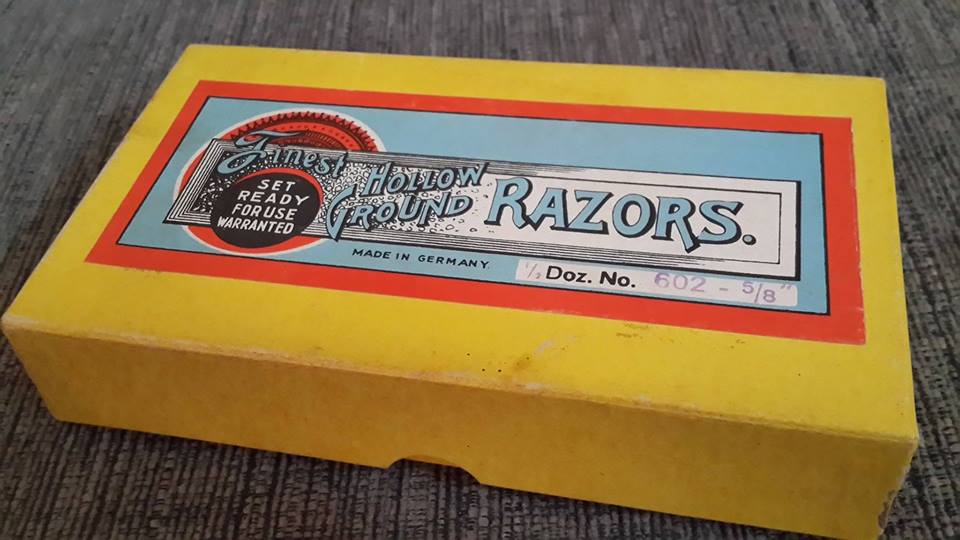 Finest
HOLLOW
GROUND
RAZORS.
SET
READY
FOR USE
WARRANTED
MADE IN GERMANY.
1/2 Doz. No. 602 - 5/8"